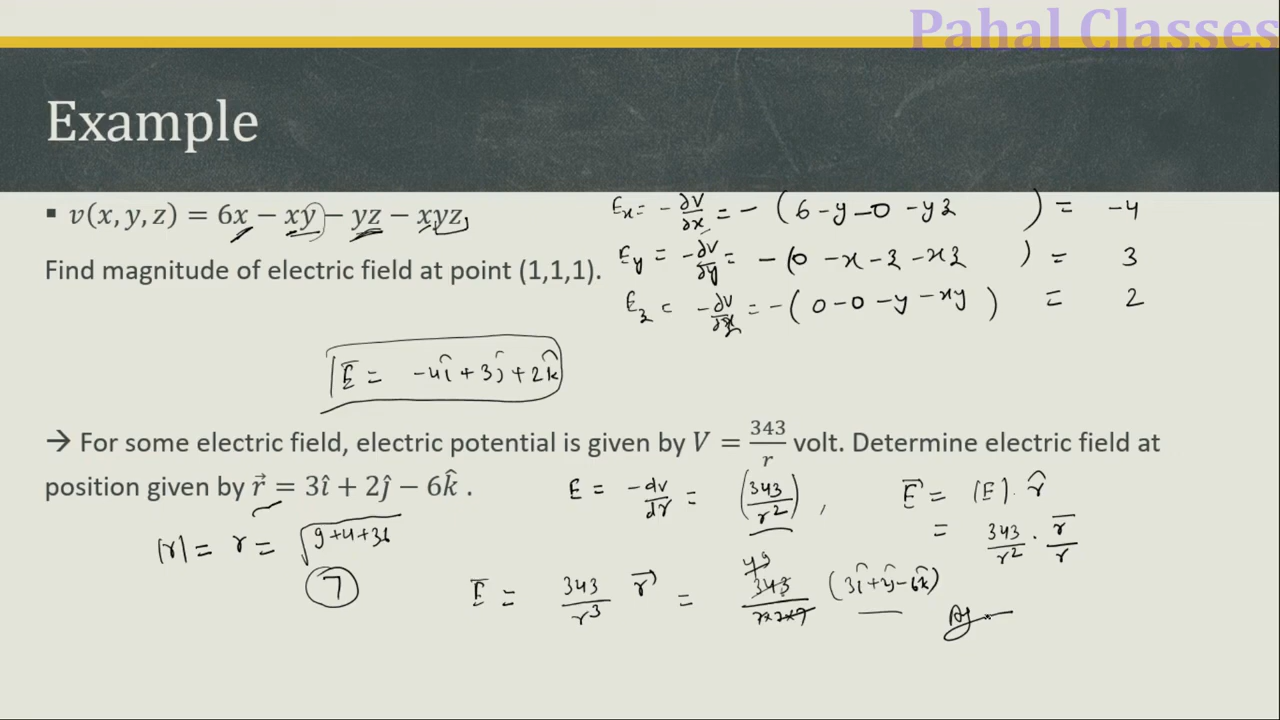 Pahal Classes
Example
▪ v(x, y, z) = 6x − xy − yz − xyz,
Find magnitude of electric field at point (1,1,1).
Ex = −∂V/∂x = −(6 − y − 0 − yz) = −4
Ey = −∂V/∂y = −(0 − x − z − xz) = 3
Ez = −∂V/∂z = −(0 − 0 − y − xy) = 2
|E̅ = −4î + 3ĵ + 2k̂
→ For some electric field, electric potential is given by V = 343/r volt. Determine electric field at
position given by r⃗ = 3î + 2ĵ − 6k̂ .
|r| = r = √9+4+36
7
E = −dv/dr = (343/r²) ,
E⃗ = |E| . r̂
= 343/r² . r̅/r
E̅ = 343/r³ r⃗ = 343/7×7×7 (3î+2ĵ−6k̂)